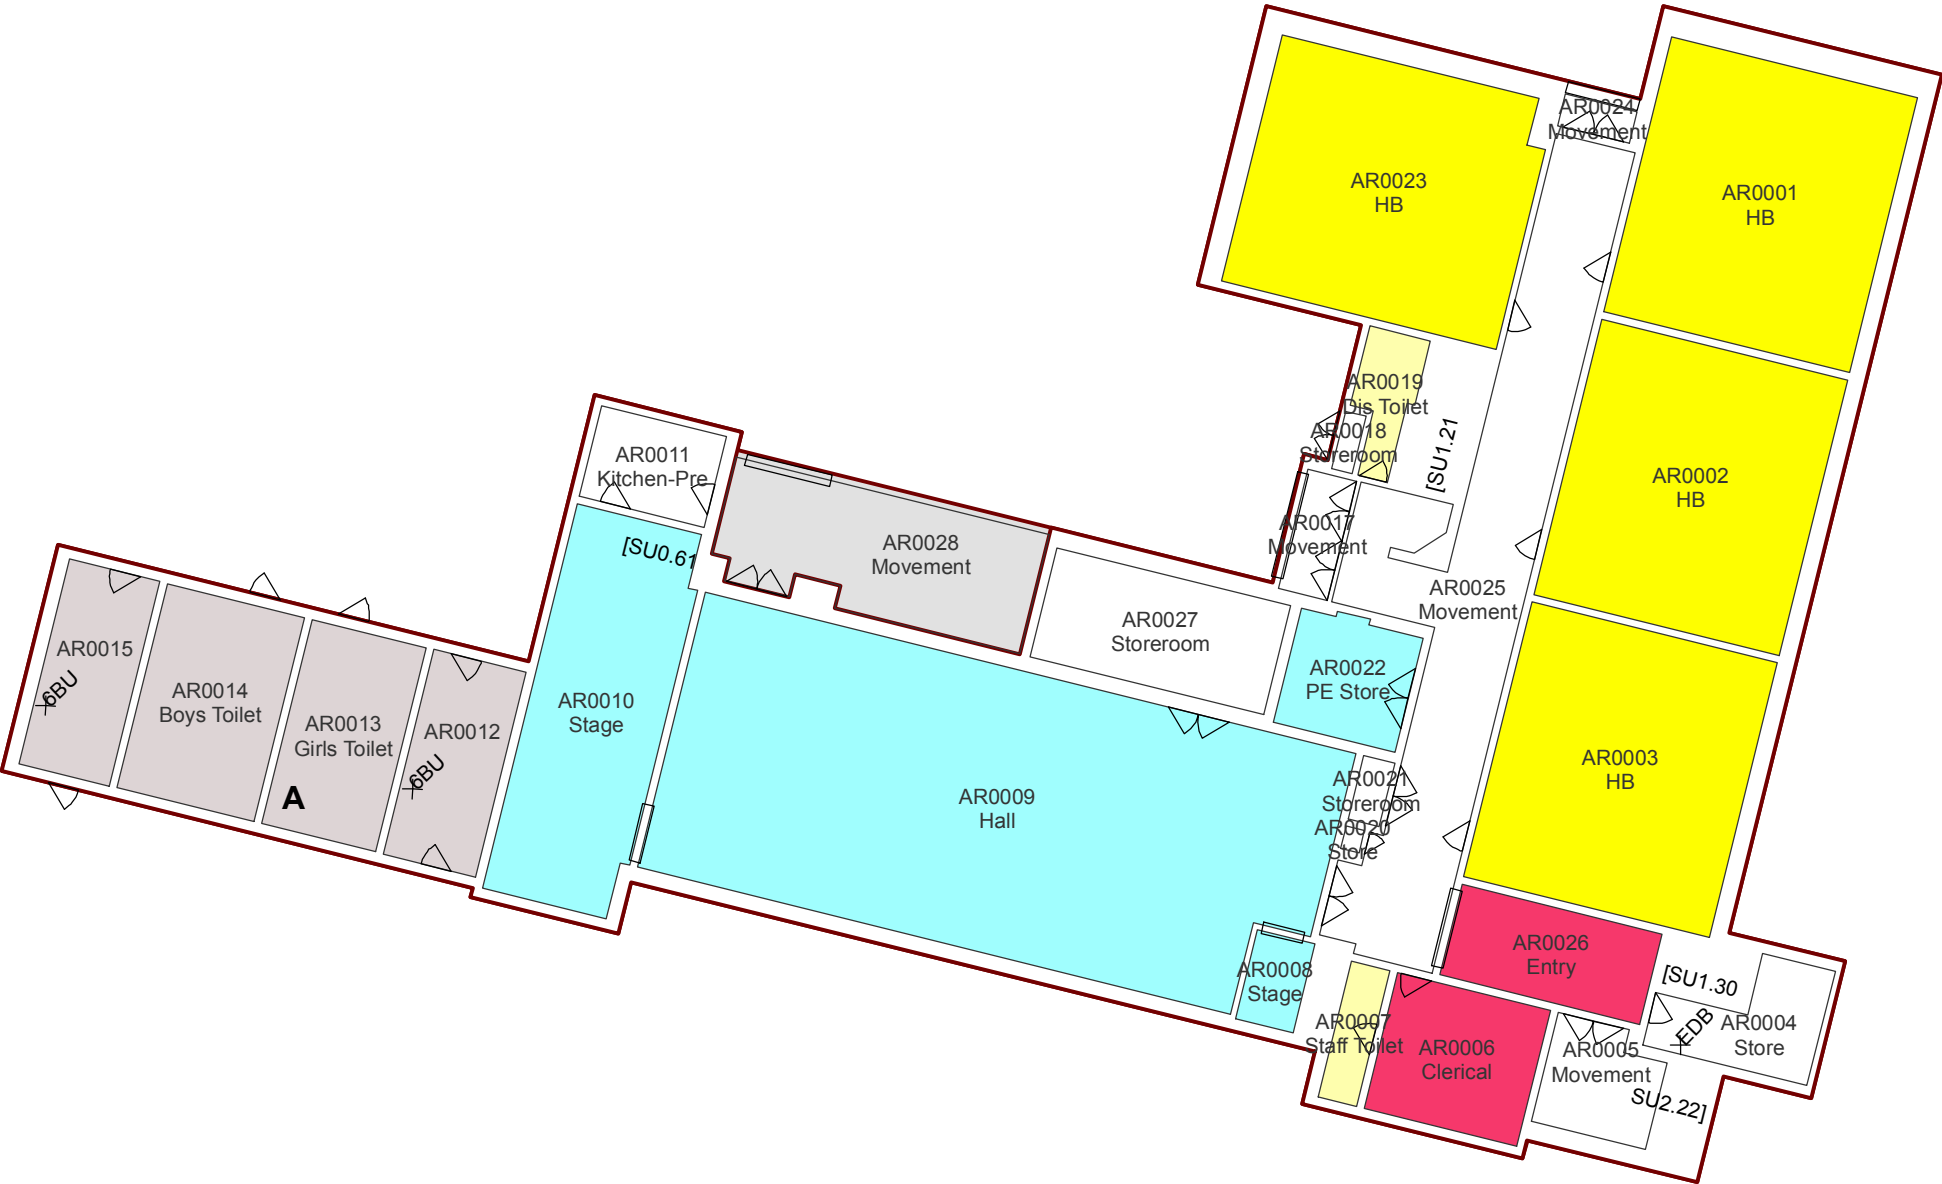 AR0024
Movement
AR0023
HB
AR0001
HB
AR0019
Dis Toilet
AR0018
Storeroom
[SU1.21
AR0011
Kitchen-Pre
AR0002
HB
AR0017
Movement
[SU0.61
AR0028
Movement
AR0025
Movement
AR0027
Storeroom
AR0015
6BU
AR0014
Boys Toilet
AR0013
Girls Toilet
A
AR0012
6BU
AR0010
Stage
AR0022
PE Store
AR0009
Hall
AR0021
Storeroom
AR0020
Store
AR0003
HB
AR0026
Entry
AR0008
Stage
[SU1.30
EDB
AR0004
Store
AR0007
Staff Toilet
AR0006
Clerical
AR0005
Movement
SU2.22]